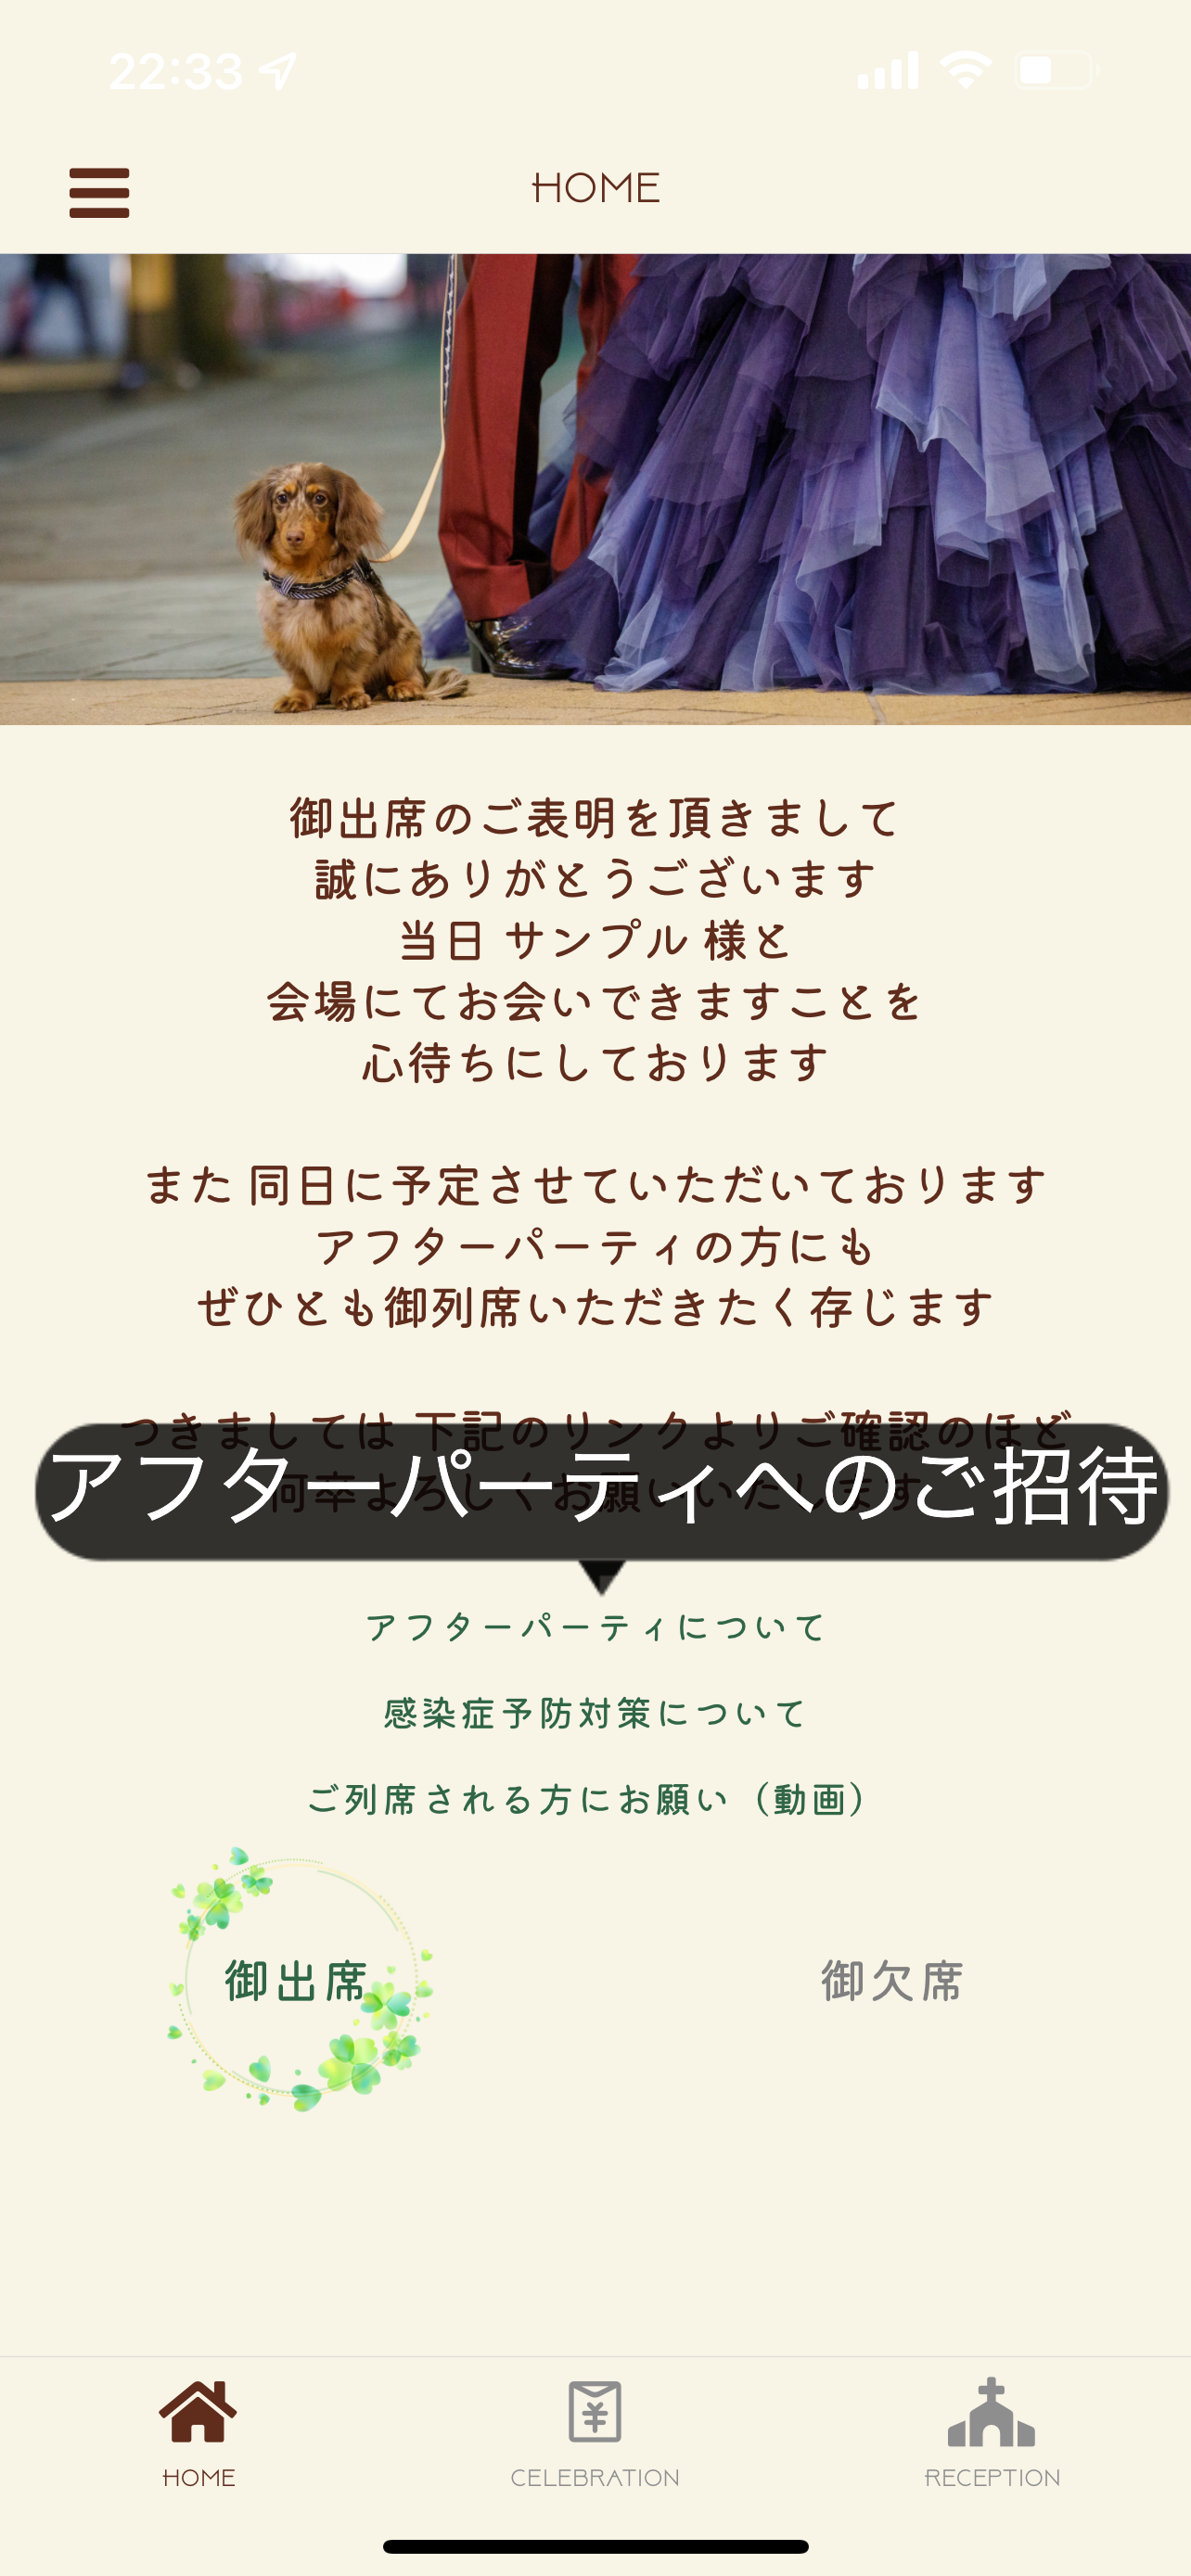 22:33
HOME
御出席のご表明を頂きまして
誠にありがとうございます
当日 サンプル 様と
会場にてお会いできますことを
心待ちにしております
また 同日に予定させていただいております
アフターパーティの方にも
ぜひとも御列席いただきたく存じます
つきましては 下記のリンクよりご確認のほど
何卒よろしくお願いいたします
アフターパーティへのご招待
アフターパーティについて
感染症予防対策について
ご列席される方にお願い（動画）
御出席 御欠席
HOME CELEBRATION RECEPTION